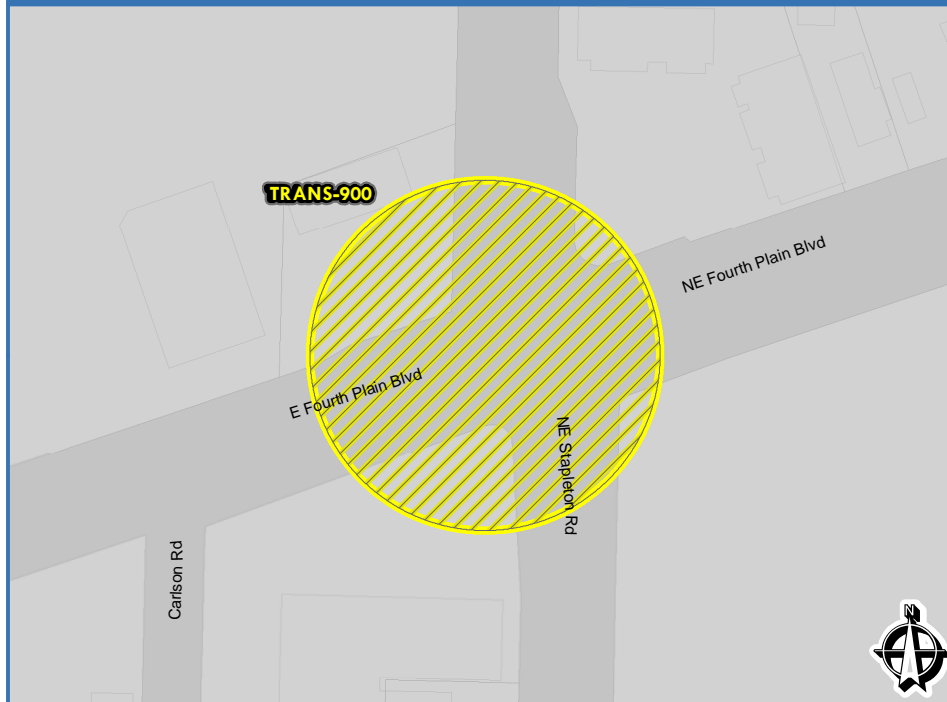 TRANS-900
NE Fourth Plain Blvd
E Fourth Plain Blvd
NE Stapleton Rd
Carlson Rd
N